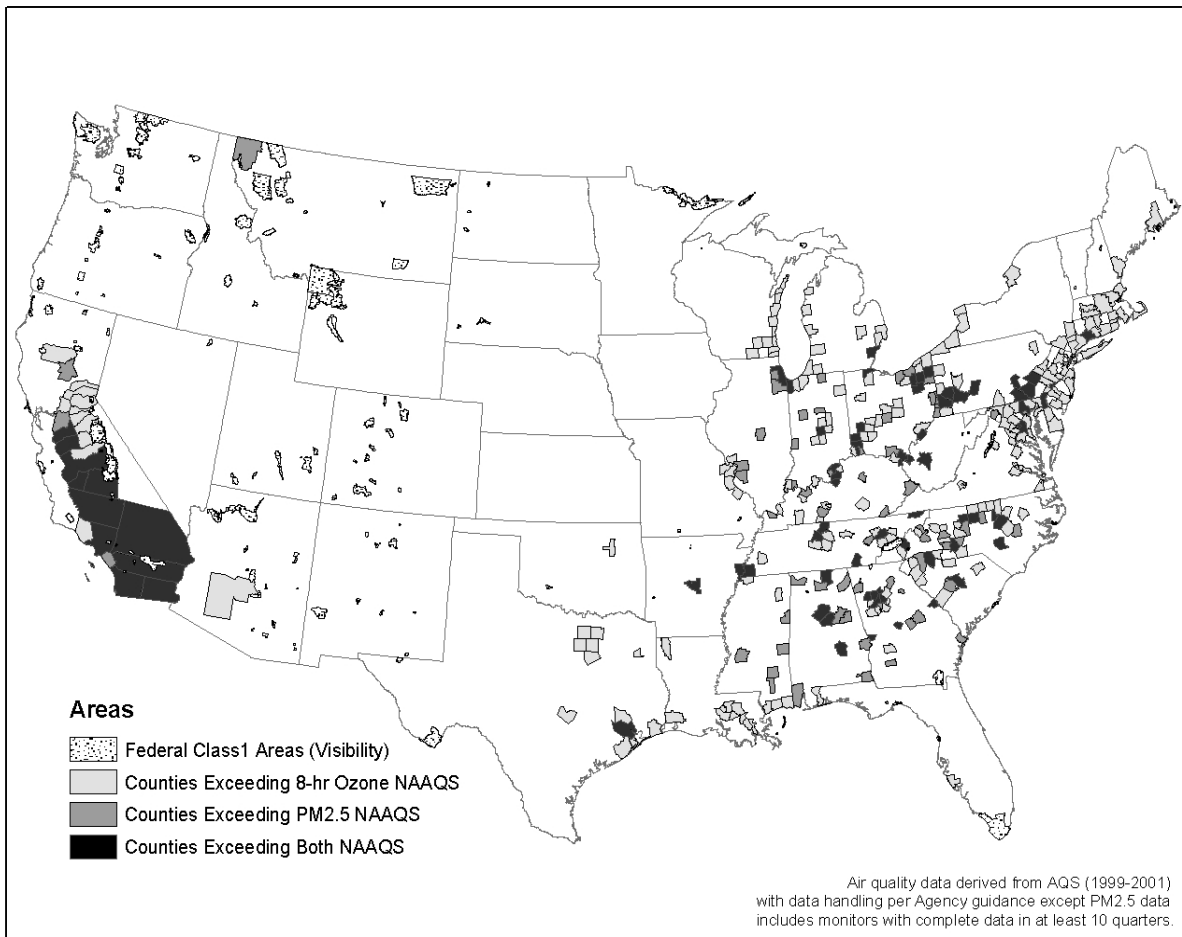 Areas
Federal Class1 Areas (Visibility)
Counties Exceeding 8-hr Ozone NAAQS
Counties Exceeding PM2.5 NAAQS
Counties Exceeding Both NAAQS
Air quality data derived from AQS (1999-2001)
with data handling per Agency guidance except PM2.5 data
includes monitors with complete data in at least 10 quarters.